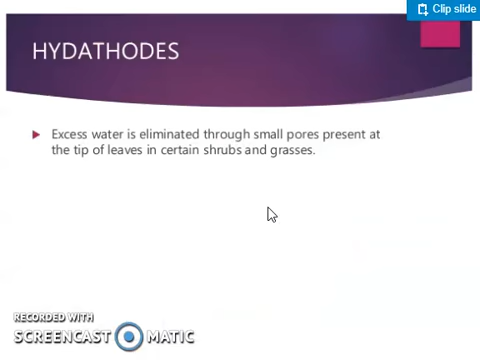 Clip slide
HYDATHODES
Excess water is eliminated through small pores present at
the tip of leaves in certain shrubs and grasses.
RECORDED WITH
SCREENCAST MATIC